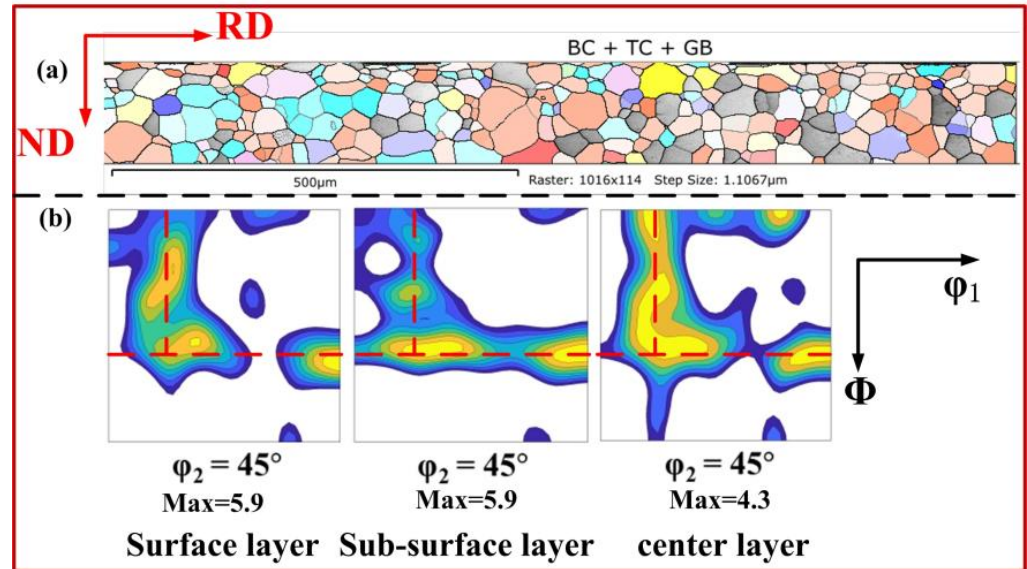 RD
BC + TC + GB
(a)
ND
500µm
Raster: 1016x114 Step Size: 1.1067µm
(b)
φ₁
Φ
φ₂ = 45° φ₂ = 45° φ₂ = 45°
Max=5.9 Max=5.9 Max=4.3
Surface layer Sub-surface layer center layer